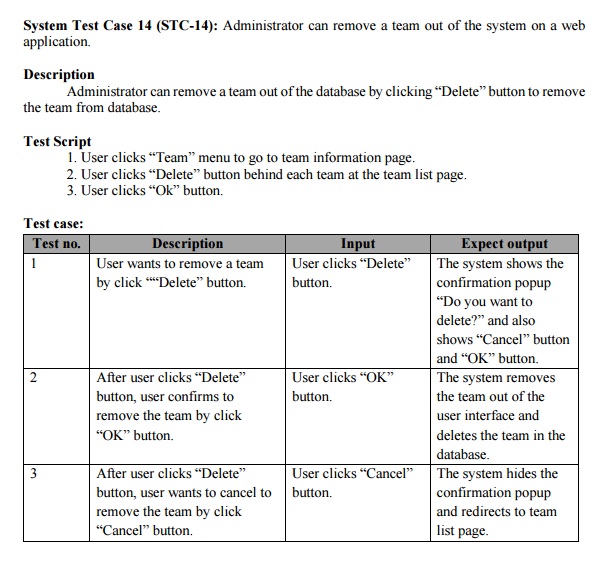 System Test Case 14 (STC-14): Administrator can remove a team out of the system on a web
application.
Description
Administrator can remove a team out of the database by clicking “Delete” button to remove
the team from database.
Test Script
1. User clicks “Team” menu to go to team information page.
2. User clicks “Delete” button behind each team at the team list page.
3. User clicks “Ok” button.
Test case:
Test no. Description Input Expect output
1 User wants to remove a team User clicks “Delete” The system shows the
by click ““Delete” button. button. confirmation popup
“Do you want to
delete?” and also
shows “Cancel” button
and “OK” button.
2 After user clicks “Delete” User clicks “OK” The system removes
button, user confirms to button. the team out of the
remove the team by click user interface and
“OK” button. deletes the team in the
database.
3 After user clicks “Delete” User clicks “Cancel” The system hides the
button, user wants to cancel to button. confirmation popup
remove the team by click and redirects to team
“Cancel” button. list page.